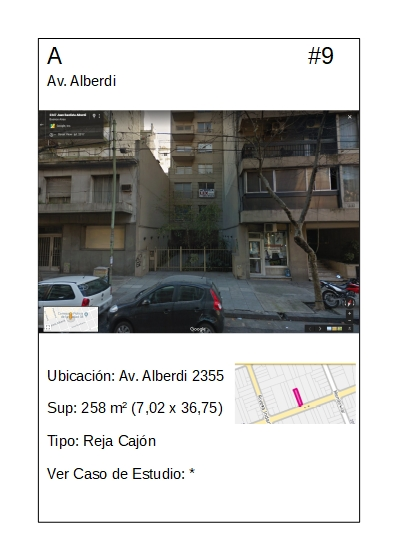 A #9
Av. Alberdi
Google
Ubicación: Av. Alberdi 2355
Sup: 258 m² (7,02 x 36,75)
Tipo: Reja Cajón
Ver Caso de Estudio: *